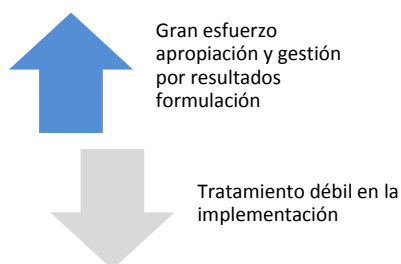 Gran esfuerzo
apropiación y gestión
por resultados
formulación
Tratamiento débil en la
implementación